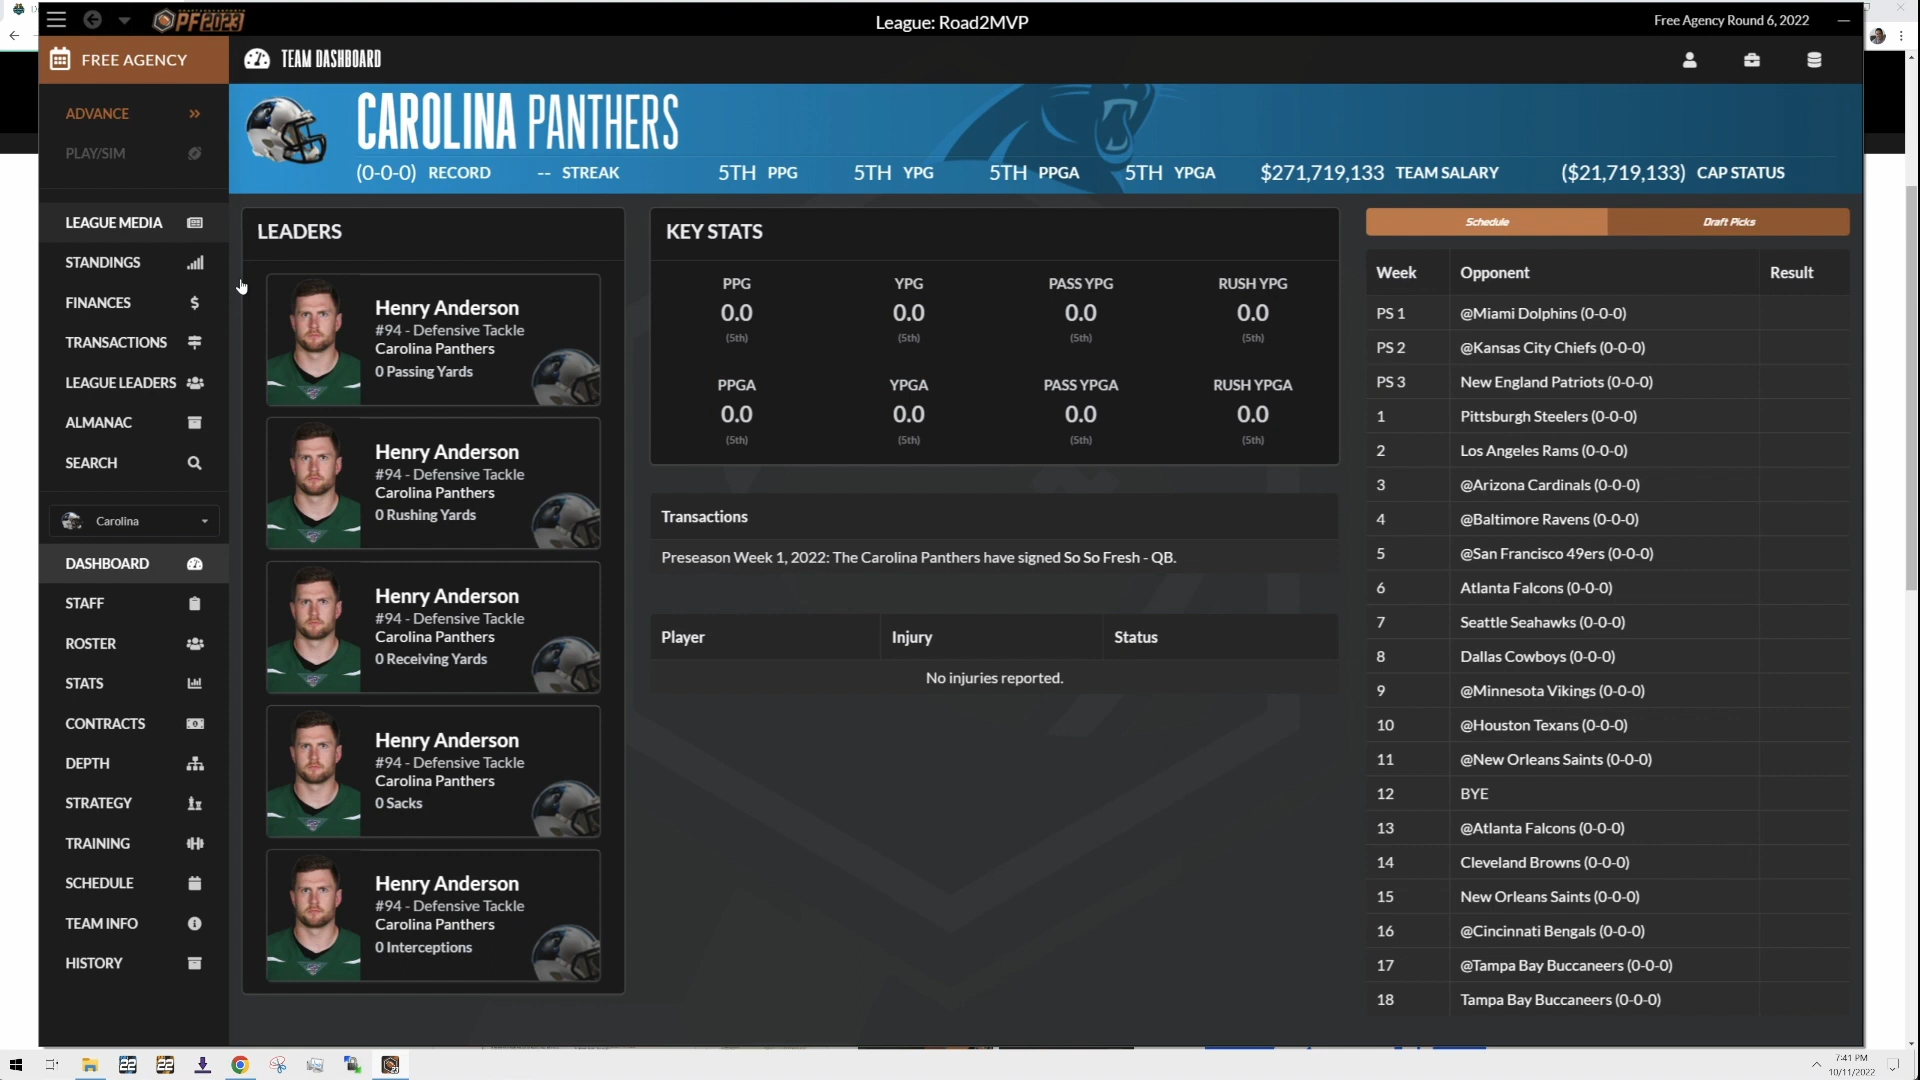 PF2023
League: Road2MVP
Free Agency Round 6, 2022
FREE AGENCY
TEAM DASHBOARD
ADVANCE
PLAY/SIM
CAROLINA PANTHERS
(0-0-0) RECORD -- STREAK 5TH PPG 5TH YPG 5TH PPGA 5TH YPGA $271,719,133 TEAM SALARY ($21,719,133) CAP STATUS
LEAGUE MEDIA
STANDINGS
FINANCES
TRANSACTIONS
LEAGUE LEADERS
ALMANAC
SEARCH
Carolina
DASHBOARD
STAFF
ROSTER
STATS
CONTRACTS
DEPTH
STRATEGY
TRAINING
SCHEDULE
TEAM INFO
HISTORY
LEADERS
Henry Anderson
#94 - Defensive Tackle
Carolina Panthers
0 Passing Yards
Henry Anderson
#94 - Defensive Tackle
Carolina Panthers
0 Rushing Yards
Henry Anderson
#94 - Defensive Tackle
Carolina Panthers
0 Receiving Yards
Henry Anderson
#94 - Defensive Tackle
Carolina Panthers
0 Sacks
Henry Anderson
#94 - Defensive Tackle
Carolina Panthers
0 Interceptions
KEY STATS
PPG YPG PASS YPG RUSH YPG
0.0 0.0 0.0 0.0
(5th) (5th) (5th) (5th)
PPGA YPGA PASS YPGA RUSH YPGA
0.0 0.0 0.0 0.0
(5th) (5th) (5th) (5th)
Transactions
Preseason Week 1, 2022: The Carolina Panthers have signed So So Fresh - QB.
Player Injury Status
No injuries reported.
Schedule Draft Picks
Week Opponent Result
PS 1 @Miami Dolphins (0-0-0)
PS 2 @Kansas City Chiefs (0-0-0)
PS 3 New England Patriots (0-0-0)
1 Pittsburgh Steelers (0-0-0)
2 Los Angeles Rams (0-0-0)
3 @Arizona Cardinals (0-0-0)
4 @Baltimore Ravens (0-0-0)
5 @San Francisco 49ers (0-0-0)
6 Atlanta Falcons (0-0-0)
7 Seattle Seahawks (0-0-0)
8 Dallas Cowboys (0-0-0)
9 @Minnesota Vikings (0-0-0)
10 @Houston Texans (0-0-0)
11 @New Orleans Saints (0-0-0)
12 BYE
13 @Atlanta Falcons (0-0-0)
14 Cleveland Browns (0-0-0)
15 New Orleans Saints (0-0-0)
16 @Cincinnati Bengals (0-0-0)
17 @Tampa Bay Buccaneers (0-0-0)
18 Tampa Bay Buccaneers (0-0-0)
22
22
7:41 PM
10/11/2022